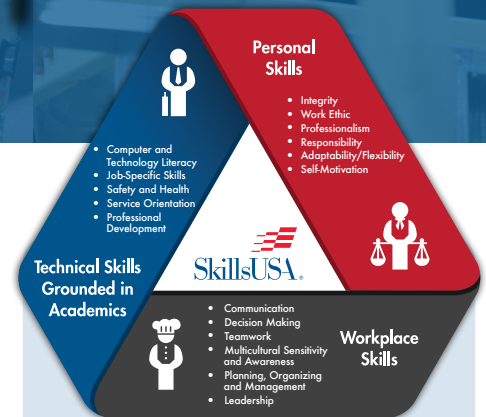 Personal
Skills
• Integrity
• Work Ethic
• Professionalism
• Responsibility
• Adaptability/Flexibility
• Self-Motivation
• Computer and
Technology Literacy
• Job-Specific Skills
• Safety and Health
• Service Orientation
• Professional
Development
Technical Skills
Grounded in
Academics
SkillsUSA®
• Communication
• Decision Making
• Teamwork
• Multicultural Sensitivity
and Awareness
• Planning, Organizing
and Management
• Leadership
Workplace
Skills